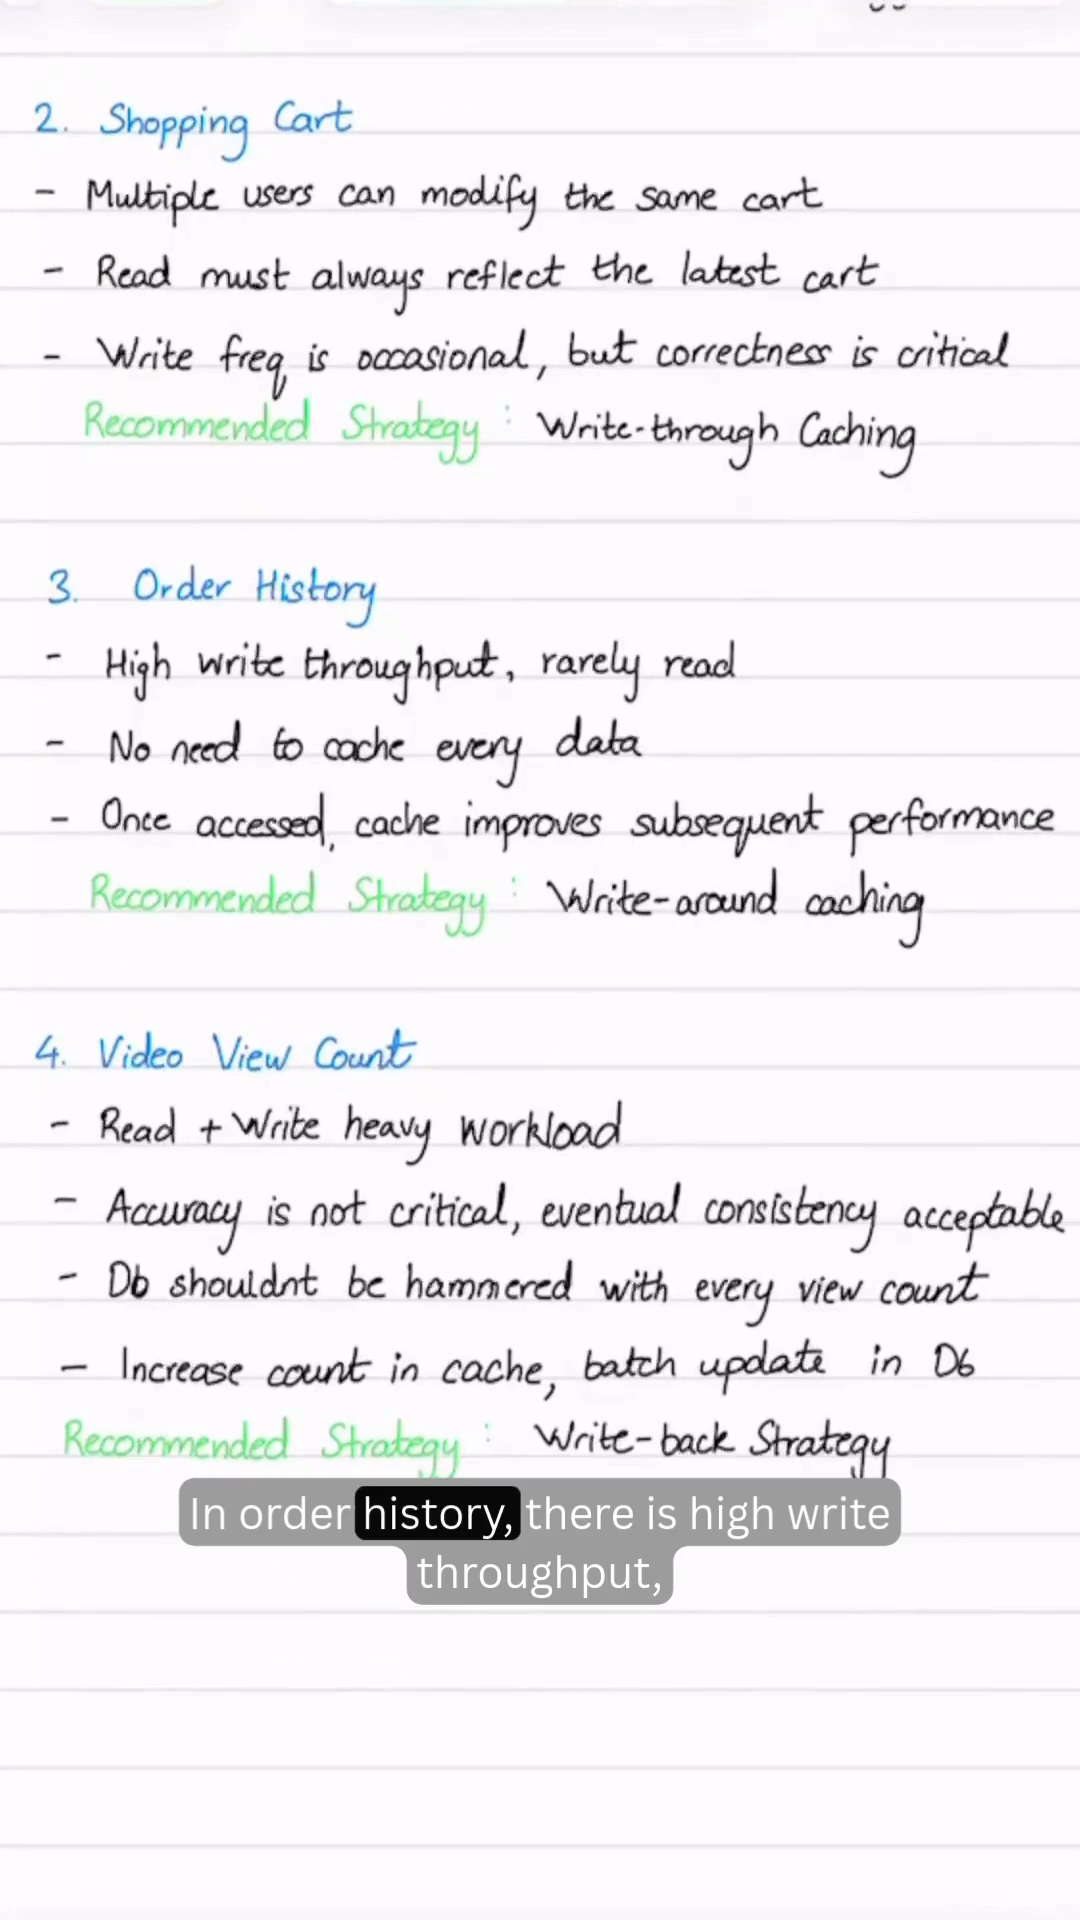 2. Shopping Cart
- Multiple users can modify the same cart
- Read must always reflect the latest cart
- Write freq is occasional, but correctness is critical
Recommended Strategy : Write-through Caching
3. Order History
- High write throughput, rarely read
- No need to cache every data
- Once accessed, cache improves subsequent performance
Recommended Strategy : Write-around caching
4. Video View Count
- Read + Write heavy workload
- Accuracy is not critical, eventual consistency acceptable
- Db shouldnt be hammered with every view count
- Increase count in cache, batch update in Db
Recommended Strategy : Write-back Strategy
In order history, there is high write
throughput,